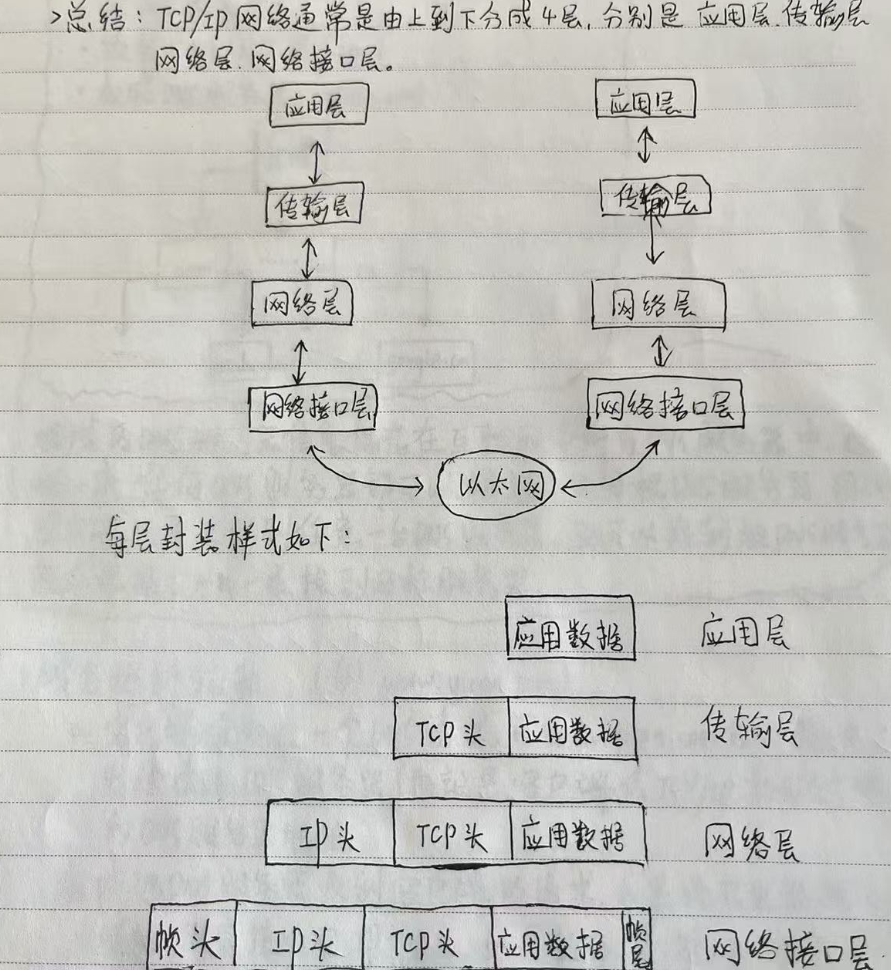 >总结：TCP/Ip 网络通常是由上到下分成4层，分别是 应用层、传输层
网络层、网络接口层。
应用层 应用层
传输层 传输层
网络层 网络层
网络接口层 网络接口层
以太网
每层封装样式如下：
应用数据 应用层
TCP头 应用数据 传输层
IP头 TCP头 应用数据 网络层
帧头 IP头 TCP头 应用数据 帧尾 网络接口层